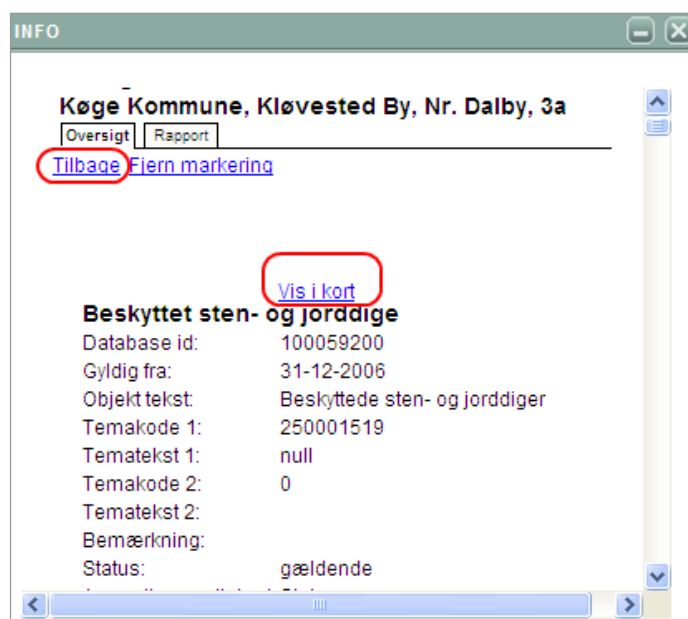 INFO
Køge Kommune, Kløvested By, Nr. Dalby, 3a
Oversigt Rapport
Tilbage Fjern markering
Vis i kort
Beskyttet sten- og jorddige
Database id: 100059200
Gyldig fra: 31-12-2006
Objekt tekst: Beskyttede sten- og jorddiger
Temakode 1: 250001519
Tematekst 1: null
Temakode 2: 0
Tematekst 2:
Bemærkning:
Status: gældende